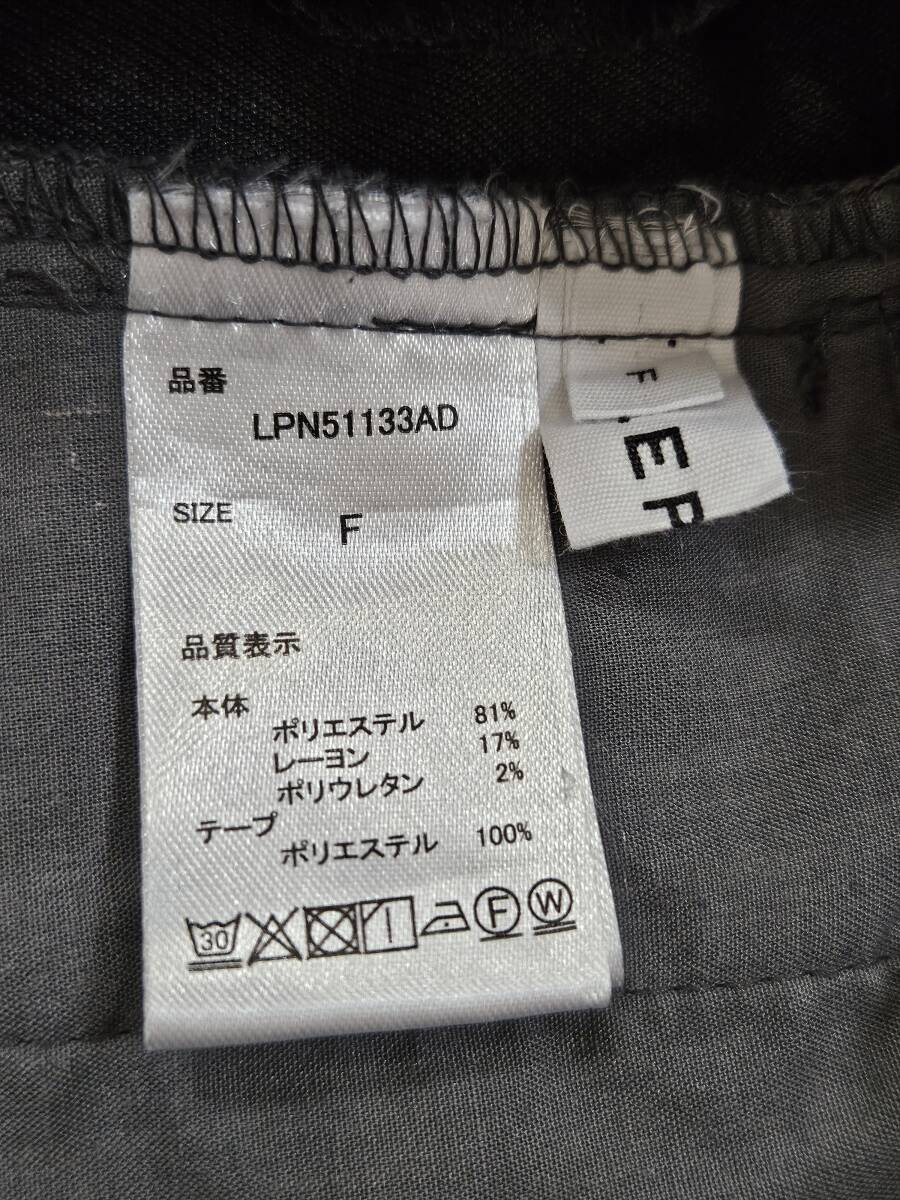 品番
LPN51133AD
SIZE F
品質表示
本体
ポリエステル 81%
レーヨン 17%
ポリウレタン 2%
テープ
ポリエステル 100%
30
F
W
F
EP